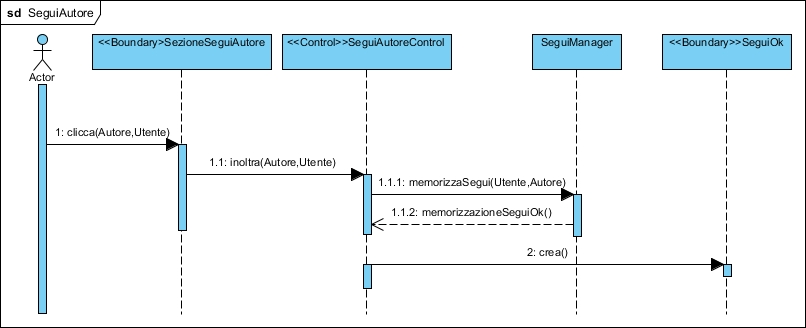 sd SeguiAutore
<<Boundary>SezioneSeguiAutore
<<Control>>SeguiAutoreControl
SeguiManager
<<Boundary>>SeguiOk
Actor
1: clicca(Autore,Utente)
1.1: inoltra(Autore,Utente)
1.1.1: memorizzaSegui(Utente,Autore)
1.1.2: memorizzazioneSeguiOk()
2: crea()